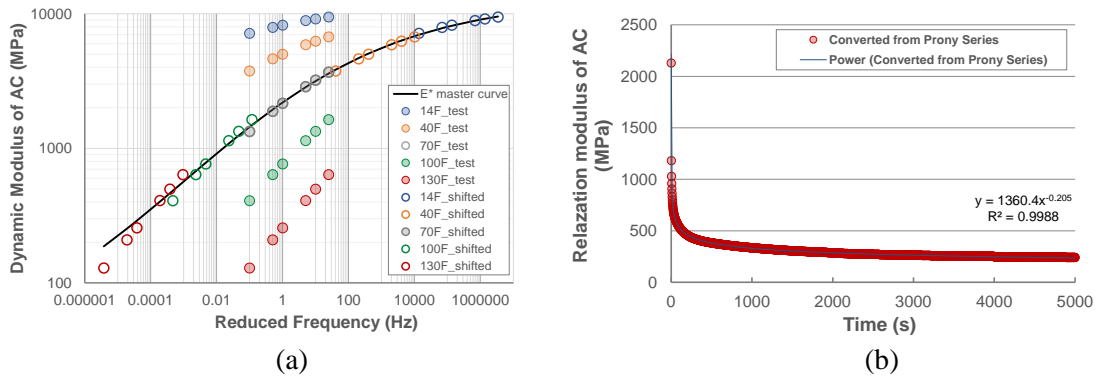 10000
1000
100
Dynamic Modulus of AC (MPa)
0.000001
0.0001
0.01
1
100
10000
1000000
Reduced Frequency (Hz)
E* master curve
14F_test
40F_test
70F_test
100F_test
130F_test
14F_shifted
40F_shifted
70F_shifted
100F_shifted
130F_shifted
(a)
2500
2000
1500
1000
500
0
Relazation modulus of AC
(MPa)
0
1000
2000
3000
4000
5000
Time (s)
Converted from Prony Series
Power (Converted from Prony Series)
y = 1360.4x^-0.205
R² = 0.9988
(b)